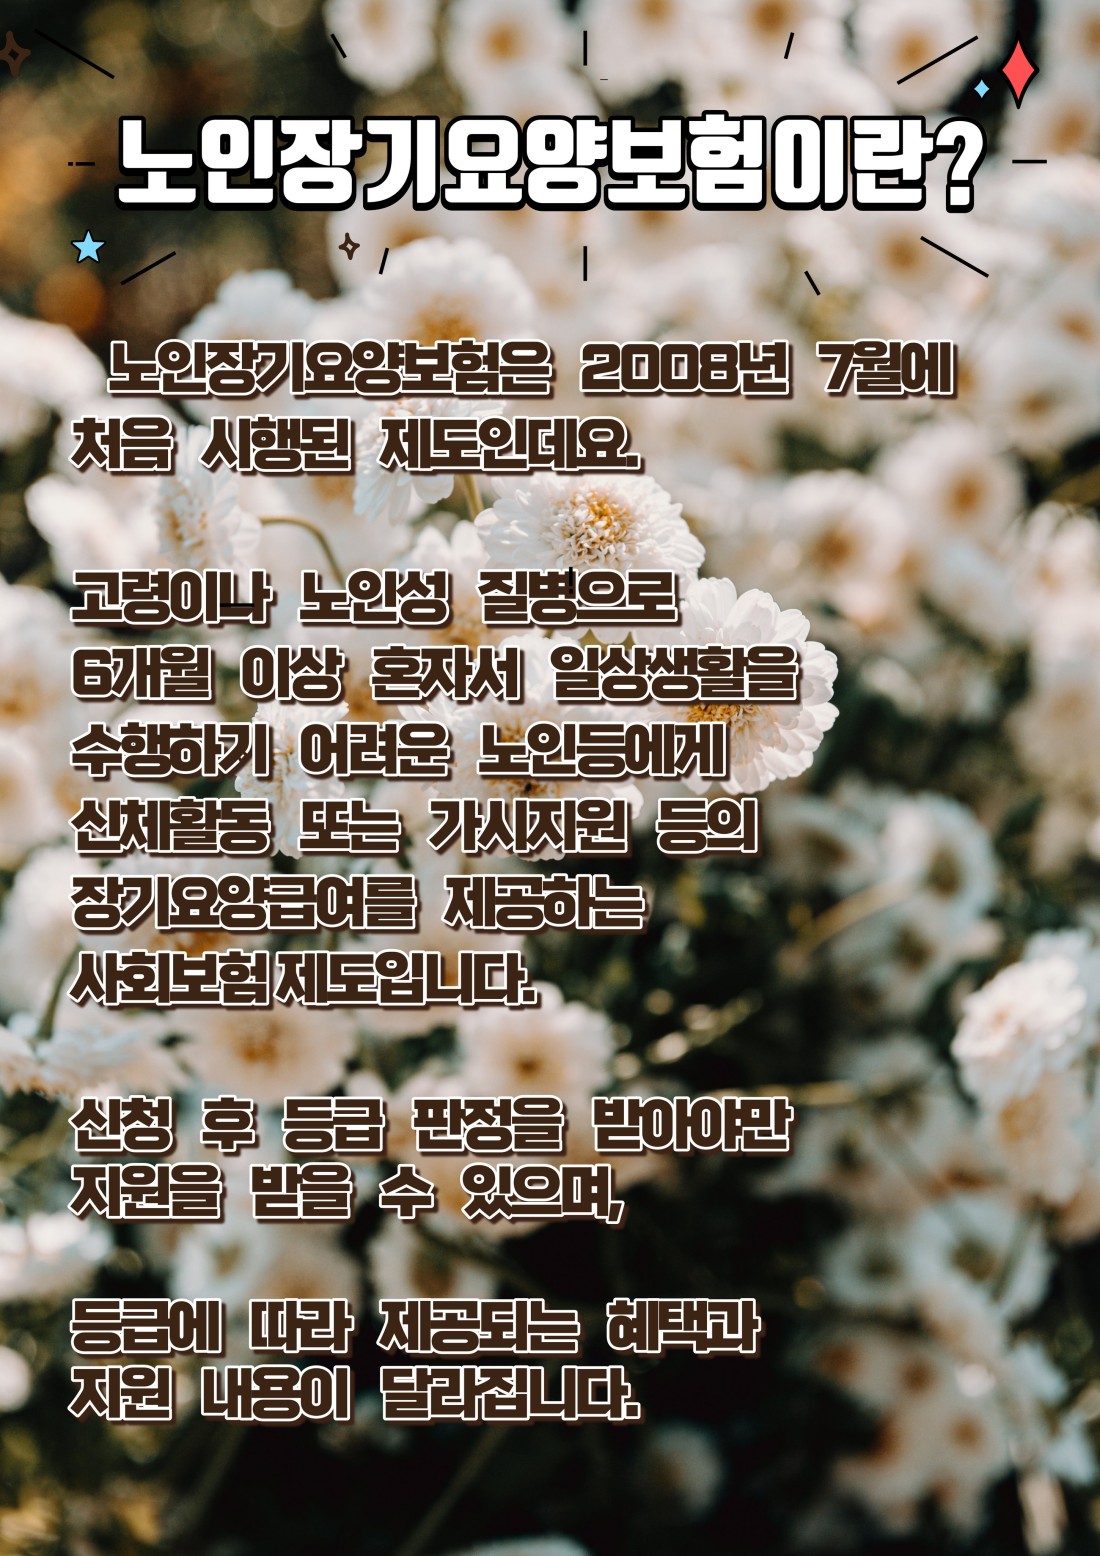 노인장기요양보험이란?
노인장기요양보험은 2008년 7월에
처음 시행된 제도인데요.
고령이나 노인성 질병으로
6개월 이상 혼자서 일상생활을
수행하기 어려운 노인등에게
신체활동 또는 가시지원 등의
장기요양급여를 제공하는
사회보험 제도입니다.
신청 후 등급 판정을 받아야만
지원을 받을 수 있으며,
등급에 따라 제공되는 혜택과
지원 내용이 달라집니다.